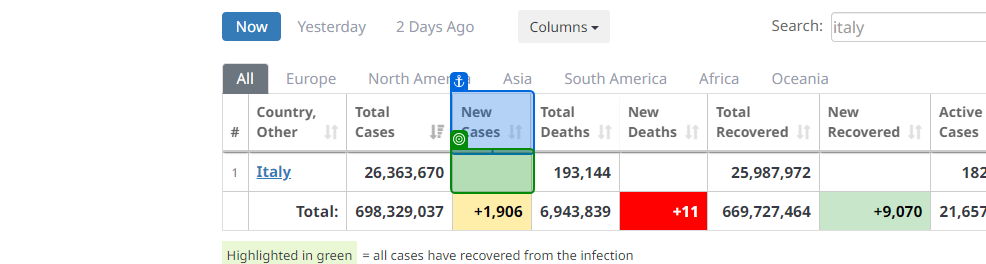 Now Yesterday 2 Days Ago Columns Search: italy
All Europe North America Asia South America Africa Oceania
# Country, Other Total Cases New Cases Total Deaths New Deaths Total Recovered New Recovered Active Cases
1 Italy 26,363,670 193,144 25,987,972 182
Total: 698,329,037 +1,906 6,943,839 +11 669,727,464 +9,070 21,657
Highlighted in green = all cases have recovered from the infection